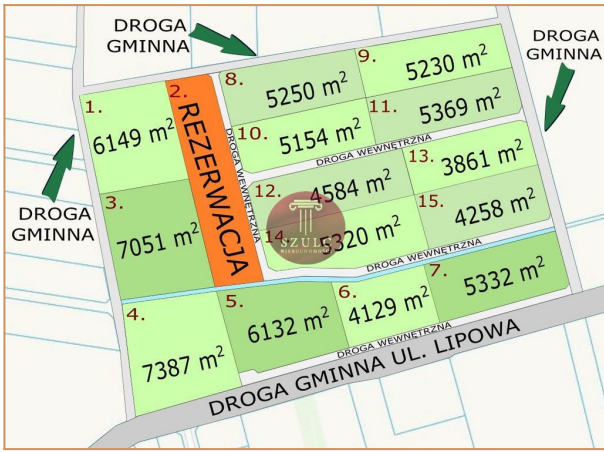 DROGA
GMINNA
DROGA
GMINNA
DROGA
GMINNA
1.
6149 m²
2.
REZERWACJA
3.
7051 m²
4.
7387 m²
5.
6132 m²
6.
4129 m²
7.
5332 m²
8.
5250 m²
9.
5230 m²
10.
5154 m²
11.
5369 m²
DROGA WEWNĘTRZNA
DROGA WEWNĘTRZNA
12.
4584 m²
13.
3861 m²
14.
5320 m²
15.
4258 m²
SZULC
NIERUCHOMOŚCI
DROGA WEWNĘTRZNA
DROGA WEWNĘTRZNA
DROGA GMINNA UL. LIPOWA